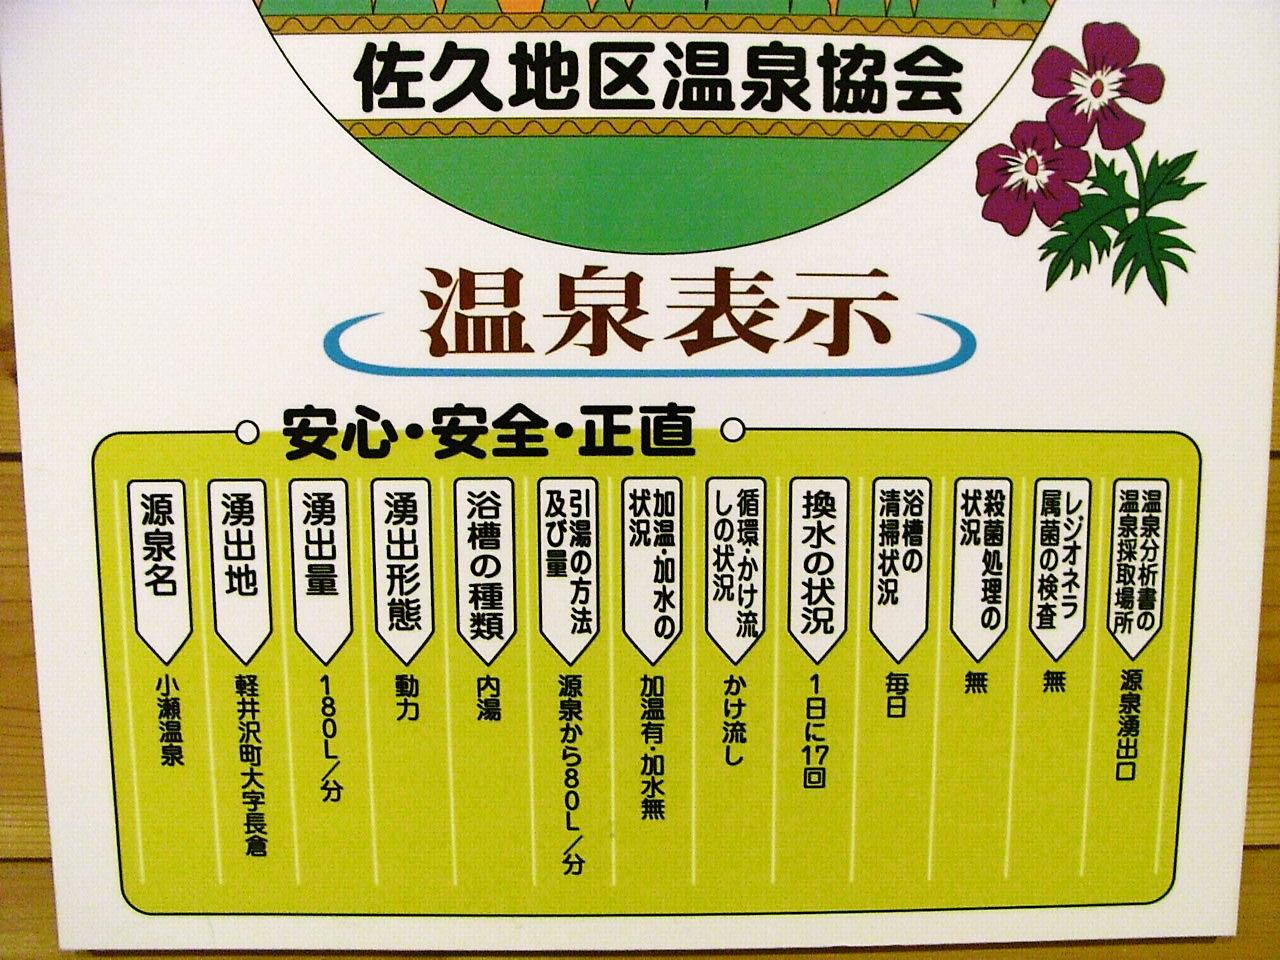 佐久地区温泉協会
温泉表示
安心・安全・正直
源泉名
小瀬温泉
湧出地
軽井沢町大字長倉
湧出量
180L/分
湧出形態
動力
浴槽の種類
内湯
引湯の方法
及び量
源泉から80L/分
加温・加水の
状況
加温有・加水無
循環・かけ流
しの状況
かけ流し
換水の状況
1日に17回
浴槽の
清掃状況
毎日
殺菌処理の
状況
無
レジオネラ
属菌の検査
無
温泉分析書の
温泉採取場所
源泉湧出口